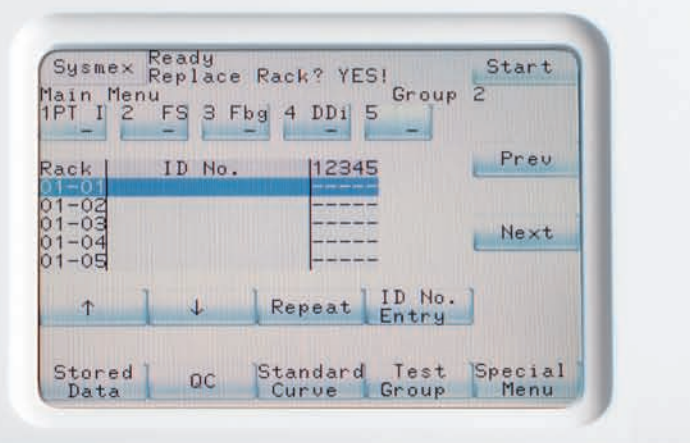 Sysmex Ready Start
Replace Rack? YES!
Main Menu Group 2
1PT I 2 FS 3 Fbg 4 DDi 5
- - - - -
Prev
Rack ID No. 12345
01-01 -----
01-02 -----
01-03 -----
01-04 -----
01-05 -----
Next
↑ ↓ Repeat ID No. Entry
Stored Data QC Standard Curve Test Group Special Menu